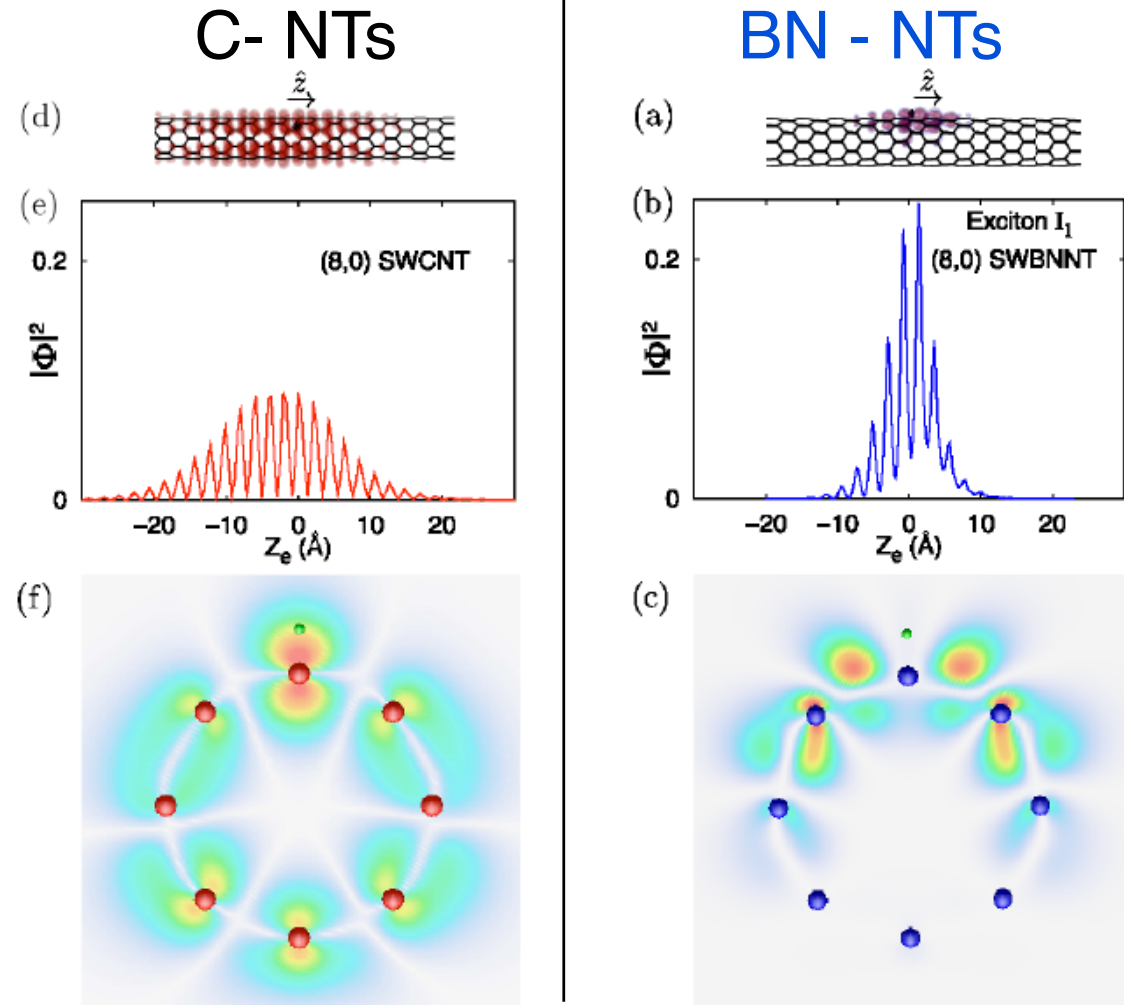 C- NTs
BN - NTs
(d)
ẑ
(a)
ẑ
(e)
(8,0) SWCNT
0.2
|Φ|²
0
−20 −10 0 10 20
Zₑ (Å)
(b)
Exciton I₁
(8,0) SWBNNT
0.2
|Φ|²
0
−20 −10 0 10 20
Zₑ (Å)
(f)
(c)